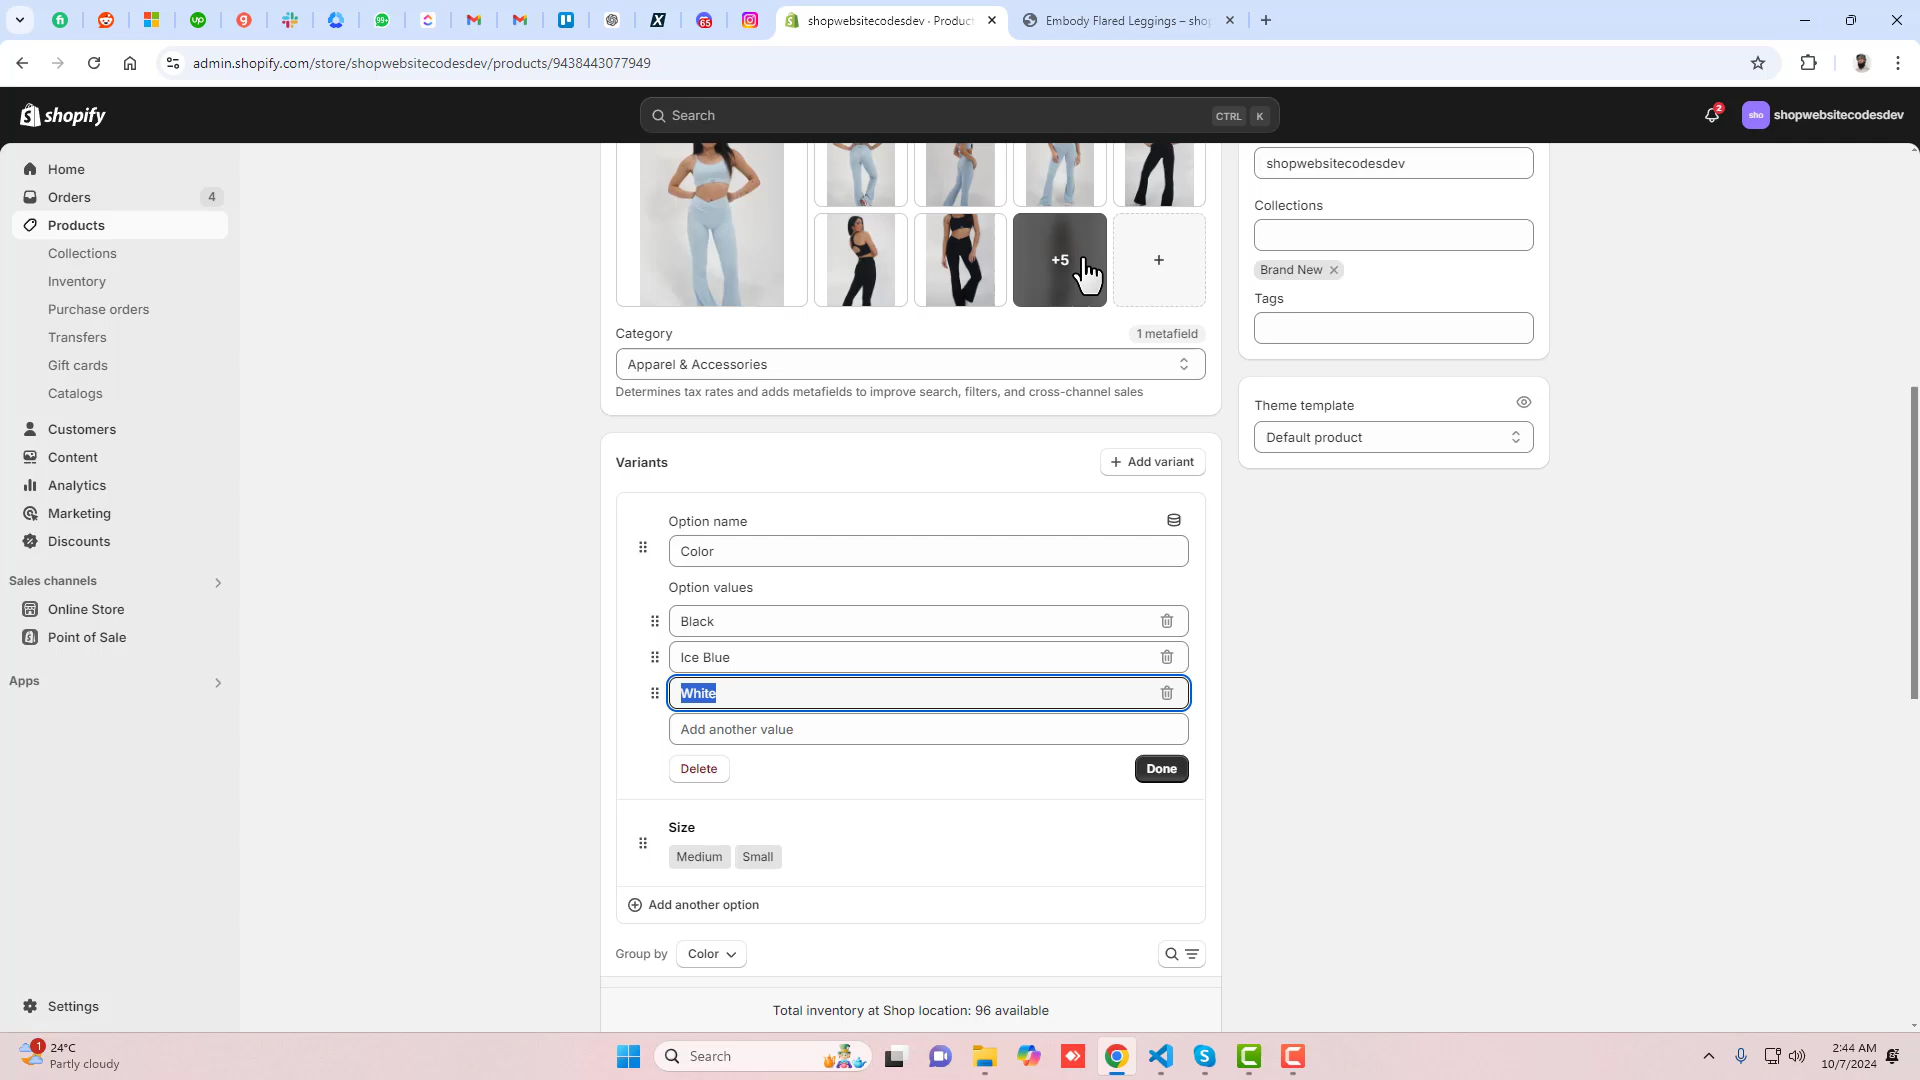 shopwebsitecodesdev · Produc
Embody Flared Leggings – shop
admin.shopify.com/store/shopwebsitecodesdev/products/9438443077949
shopify
Search
CTRL K
2
sho
shopwebsitecodesdev
Home
Orders 4
Products
Collections
Inventory
Purchase orders
Transfers
Gift cards
Catalogs
Customers
Content
Analytics
Marketing
Discounts
Sales channels
Online Store
Point of Sale
Apps
Settings
+5
Category
1 metafield
Apparel & Accessories
Determines tax rates and adds metafields to improve search, filters, and cross-channel sales
Variants
Add variant
Option name
Color
Option values
Black
Ice Blue
White
Add another value
Delete
Done
Size
Medium Small
Add another option
Group by Color
Total inventory at Shop location: 96 available
shopwebsitecodesdev
Collections
Brand New
Tags
Theme template
Default product
1
24°C
Partly cloudy
Search
2:44 AM
10/7/2024